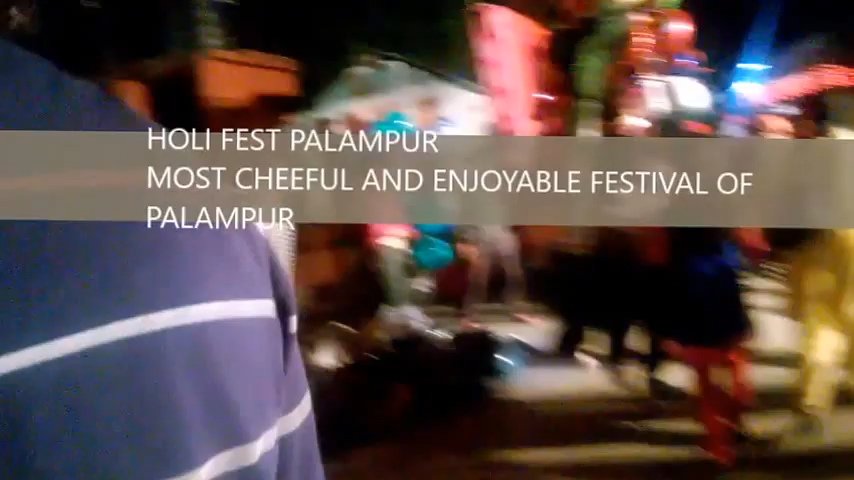 HOLI FEST PALAMPUR
MOST CHEEFUL AND ENJOYABLE FESTIVAL OF
PALAMPUR